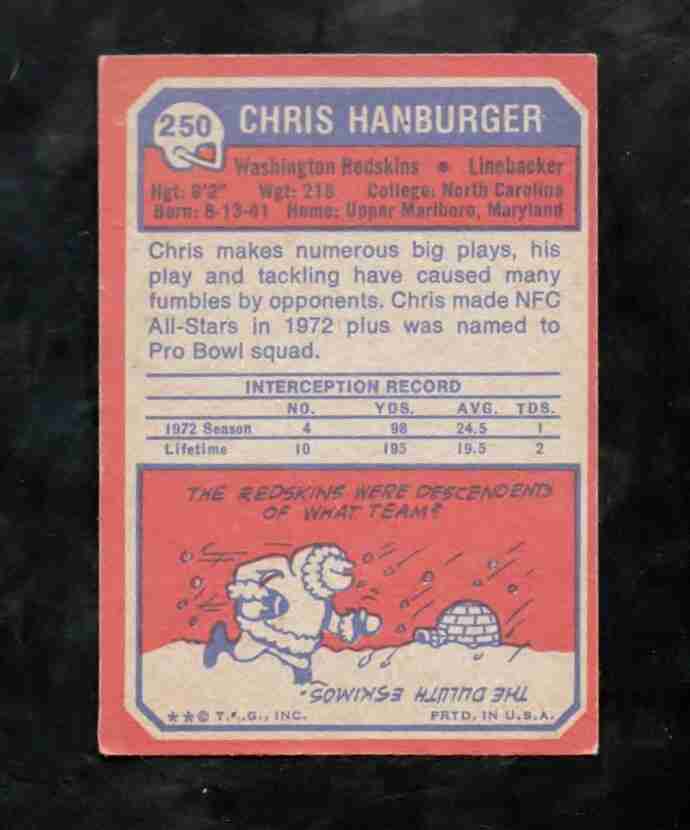 250 CHRIS HANBURGER
Washington Redskins • Linebacker
Hgt: 6'2" Wgt: 218 College: North Carolina
Born: 8-13-41 Home: Upper Marlboro, Maryland
Chris makes numerous big plays, his
play and tackling have caused many
fumbles by opponents. Chris made NFC
All-Stars in 1972 plus was named to
Pro Bowl squad.
INTERCEPTION RECORD
NO. YDS. AVG. TDS.
1972 Season 4 98 24.5 1
Lifetime 10 195 19.5 2
THE REDSKINS WERE DESCENDENTS
OF WHAT TEAM?
THE DULUTH ESKIMOS.
★★© T.C.G., INC. PRTD. IN U.S.A.